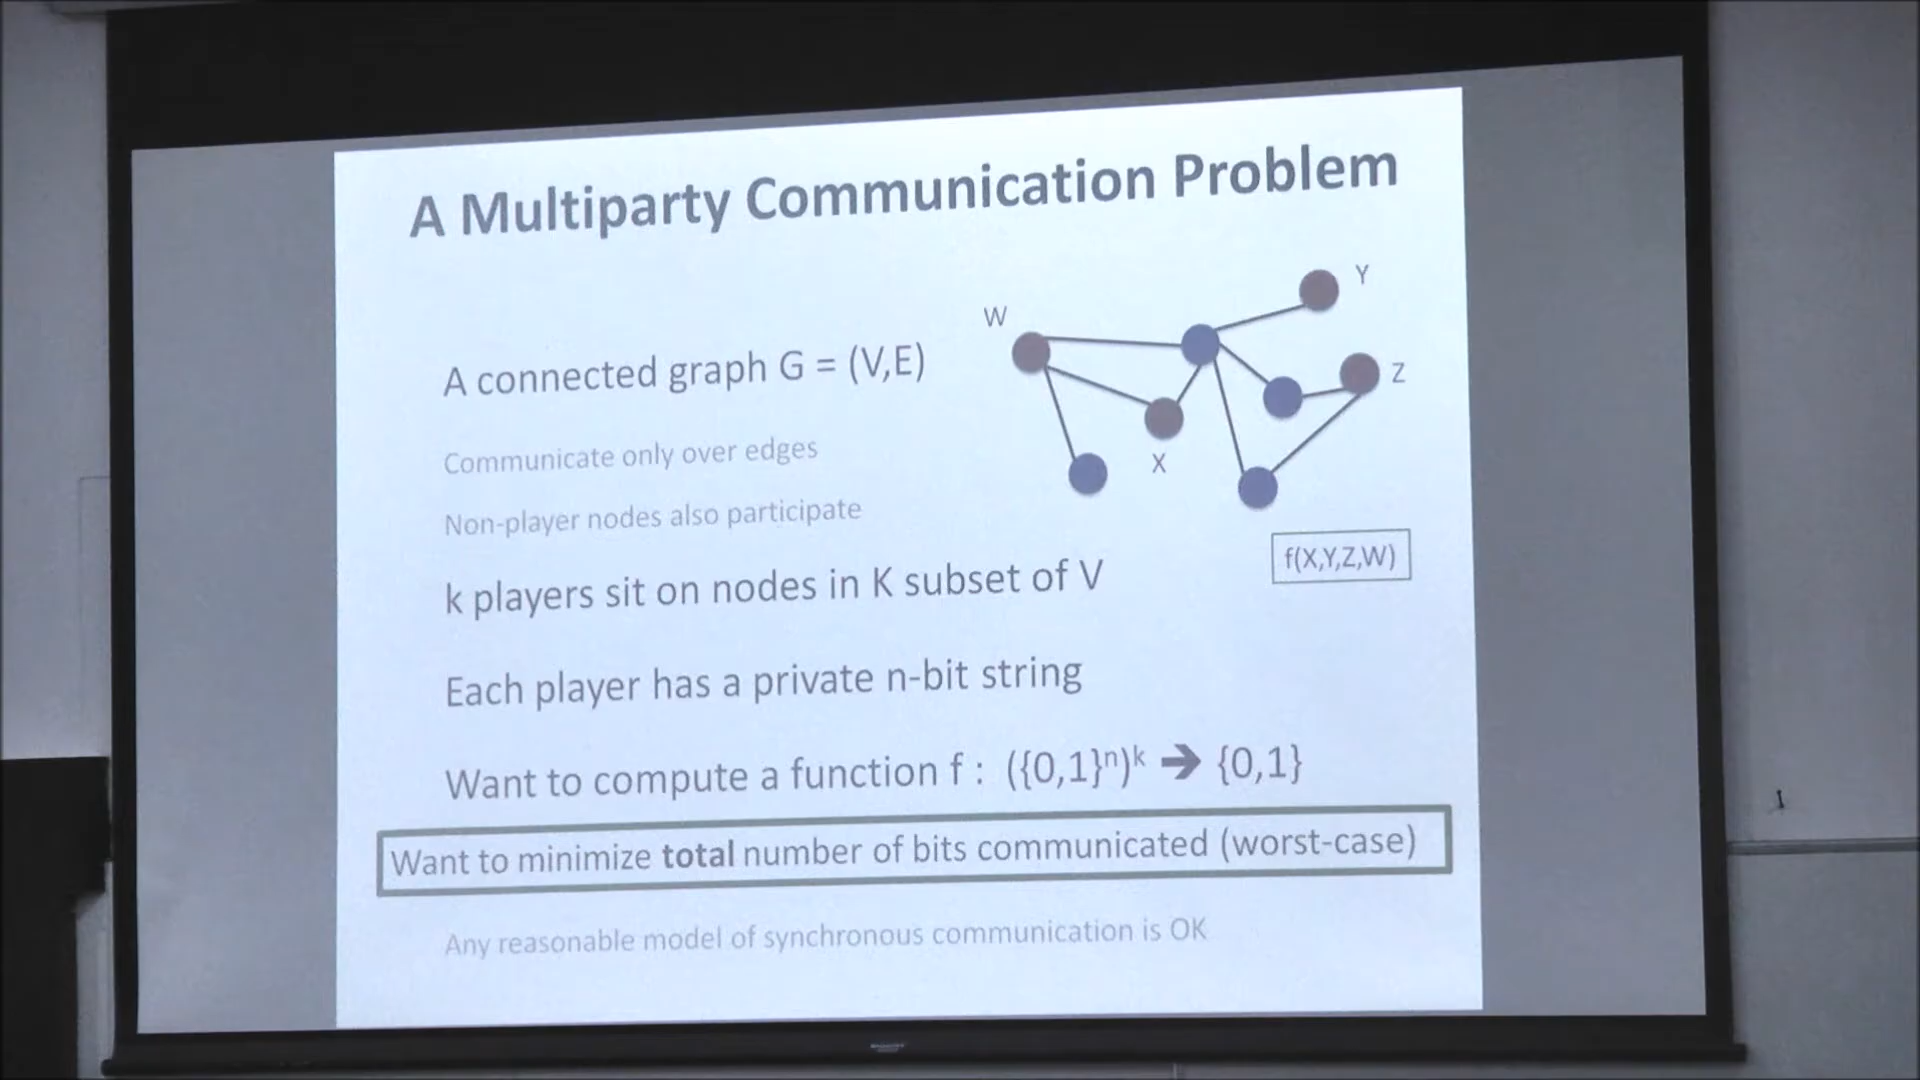 A Multiparty Communication Problem
Y
W
A connected graph G = (V,E)
Z
Communicate only over edges
X
Non-player nodes also participate
f(X,Y,Z,W)
k players sit on nodes in K subset of V
Each player has a private n-bit string
Want to compute a function f : ({0,1}ⁿ)ᵏ ➔ {0,1}
Want to minimize total number of bits communicated (worst-case)
Any reasonable model of synchronous communication is OK